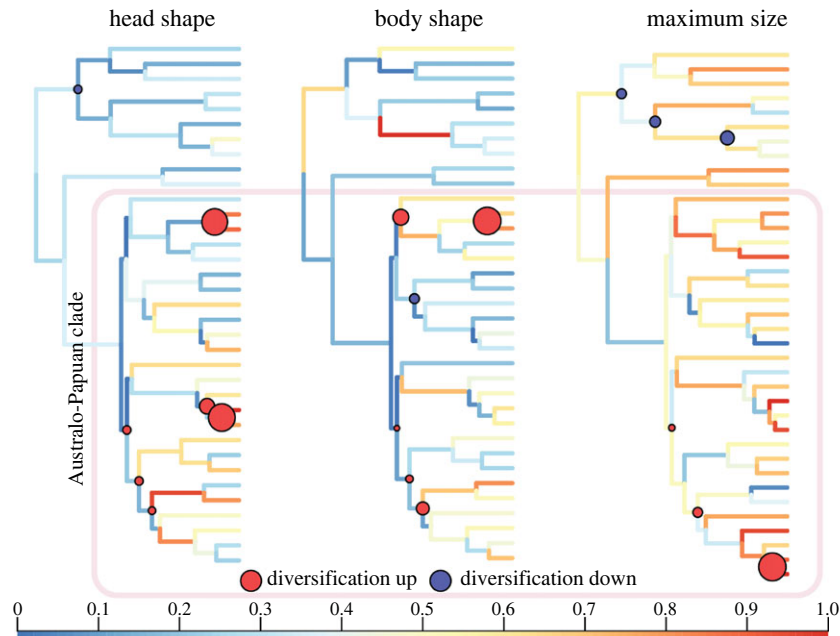 head shape body shape maximum size
Australo-Papuan clade
diversification up diversification down
0 0.1 0.2 0.3 0.4 0.5 0.6 0.7 0.8 0.9 1.0